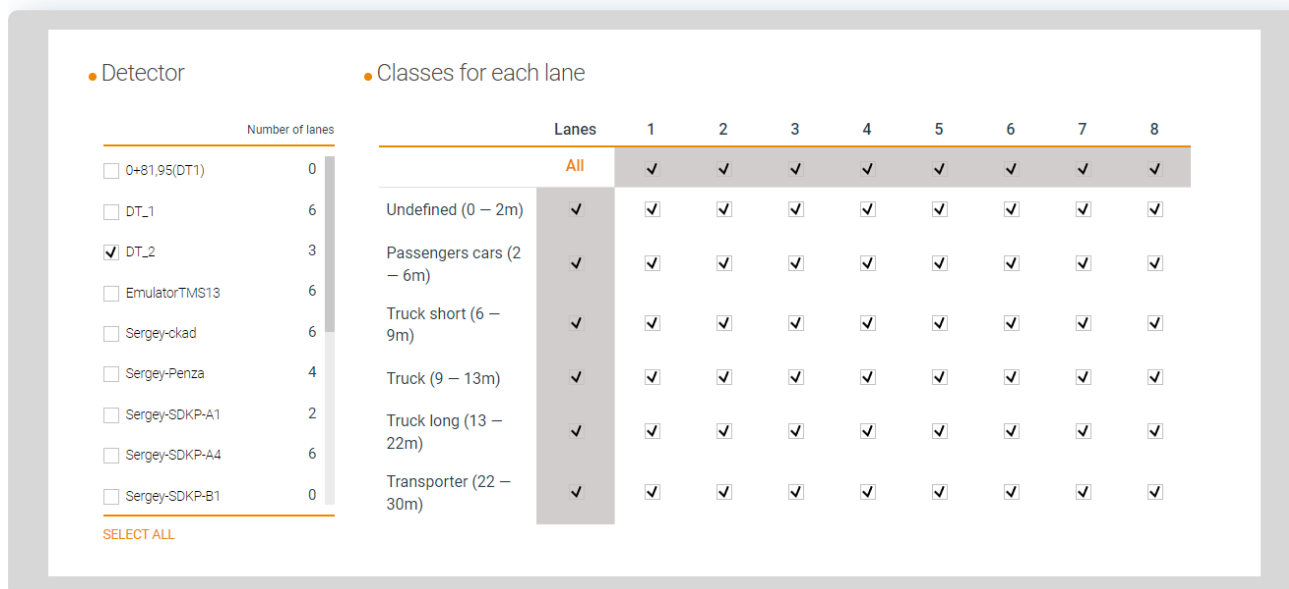 Detector
Number of lanes
0+81,95(DT1) 0
DT_1 6
DT_2 3
EmulatorTMS13 6
Sergey-ckad 6
Sergey-Penza 4
Sergey-SDKP-A1 2
Sergey-SDKP-A4 6
Sergey-SDKP-B1 0
SELECT ALL
Classes for each lane
Lanes 1 2 3 4 5 6 7 8
All
Undefined (0 — 2m)
Passengers cars (2
— 6m)
Truck short (6 —
9m)
Truck (9 — 13m)
Truck long (13 —
22m)
Transporter (22 —
30m)